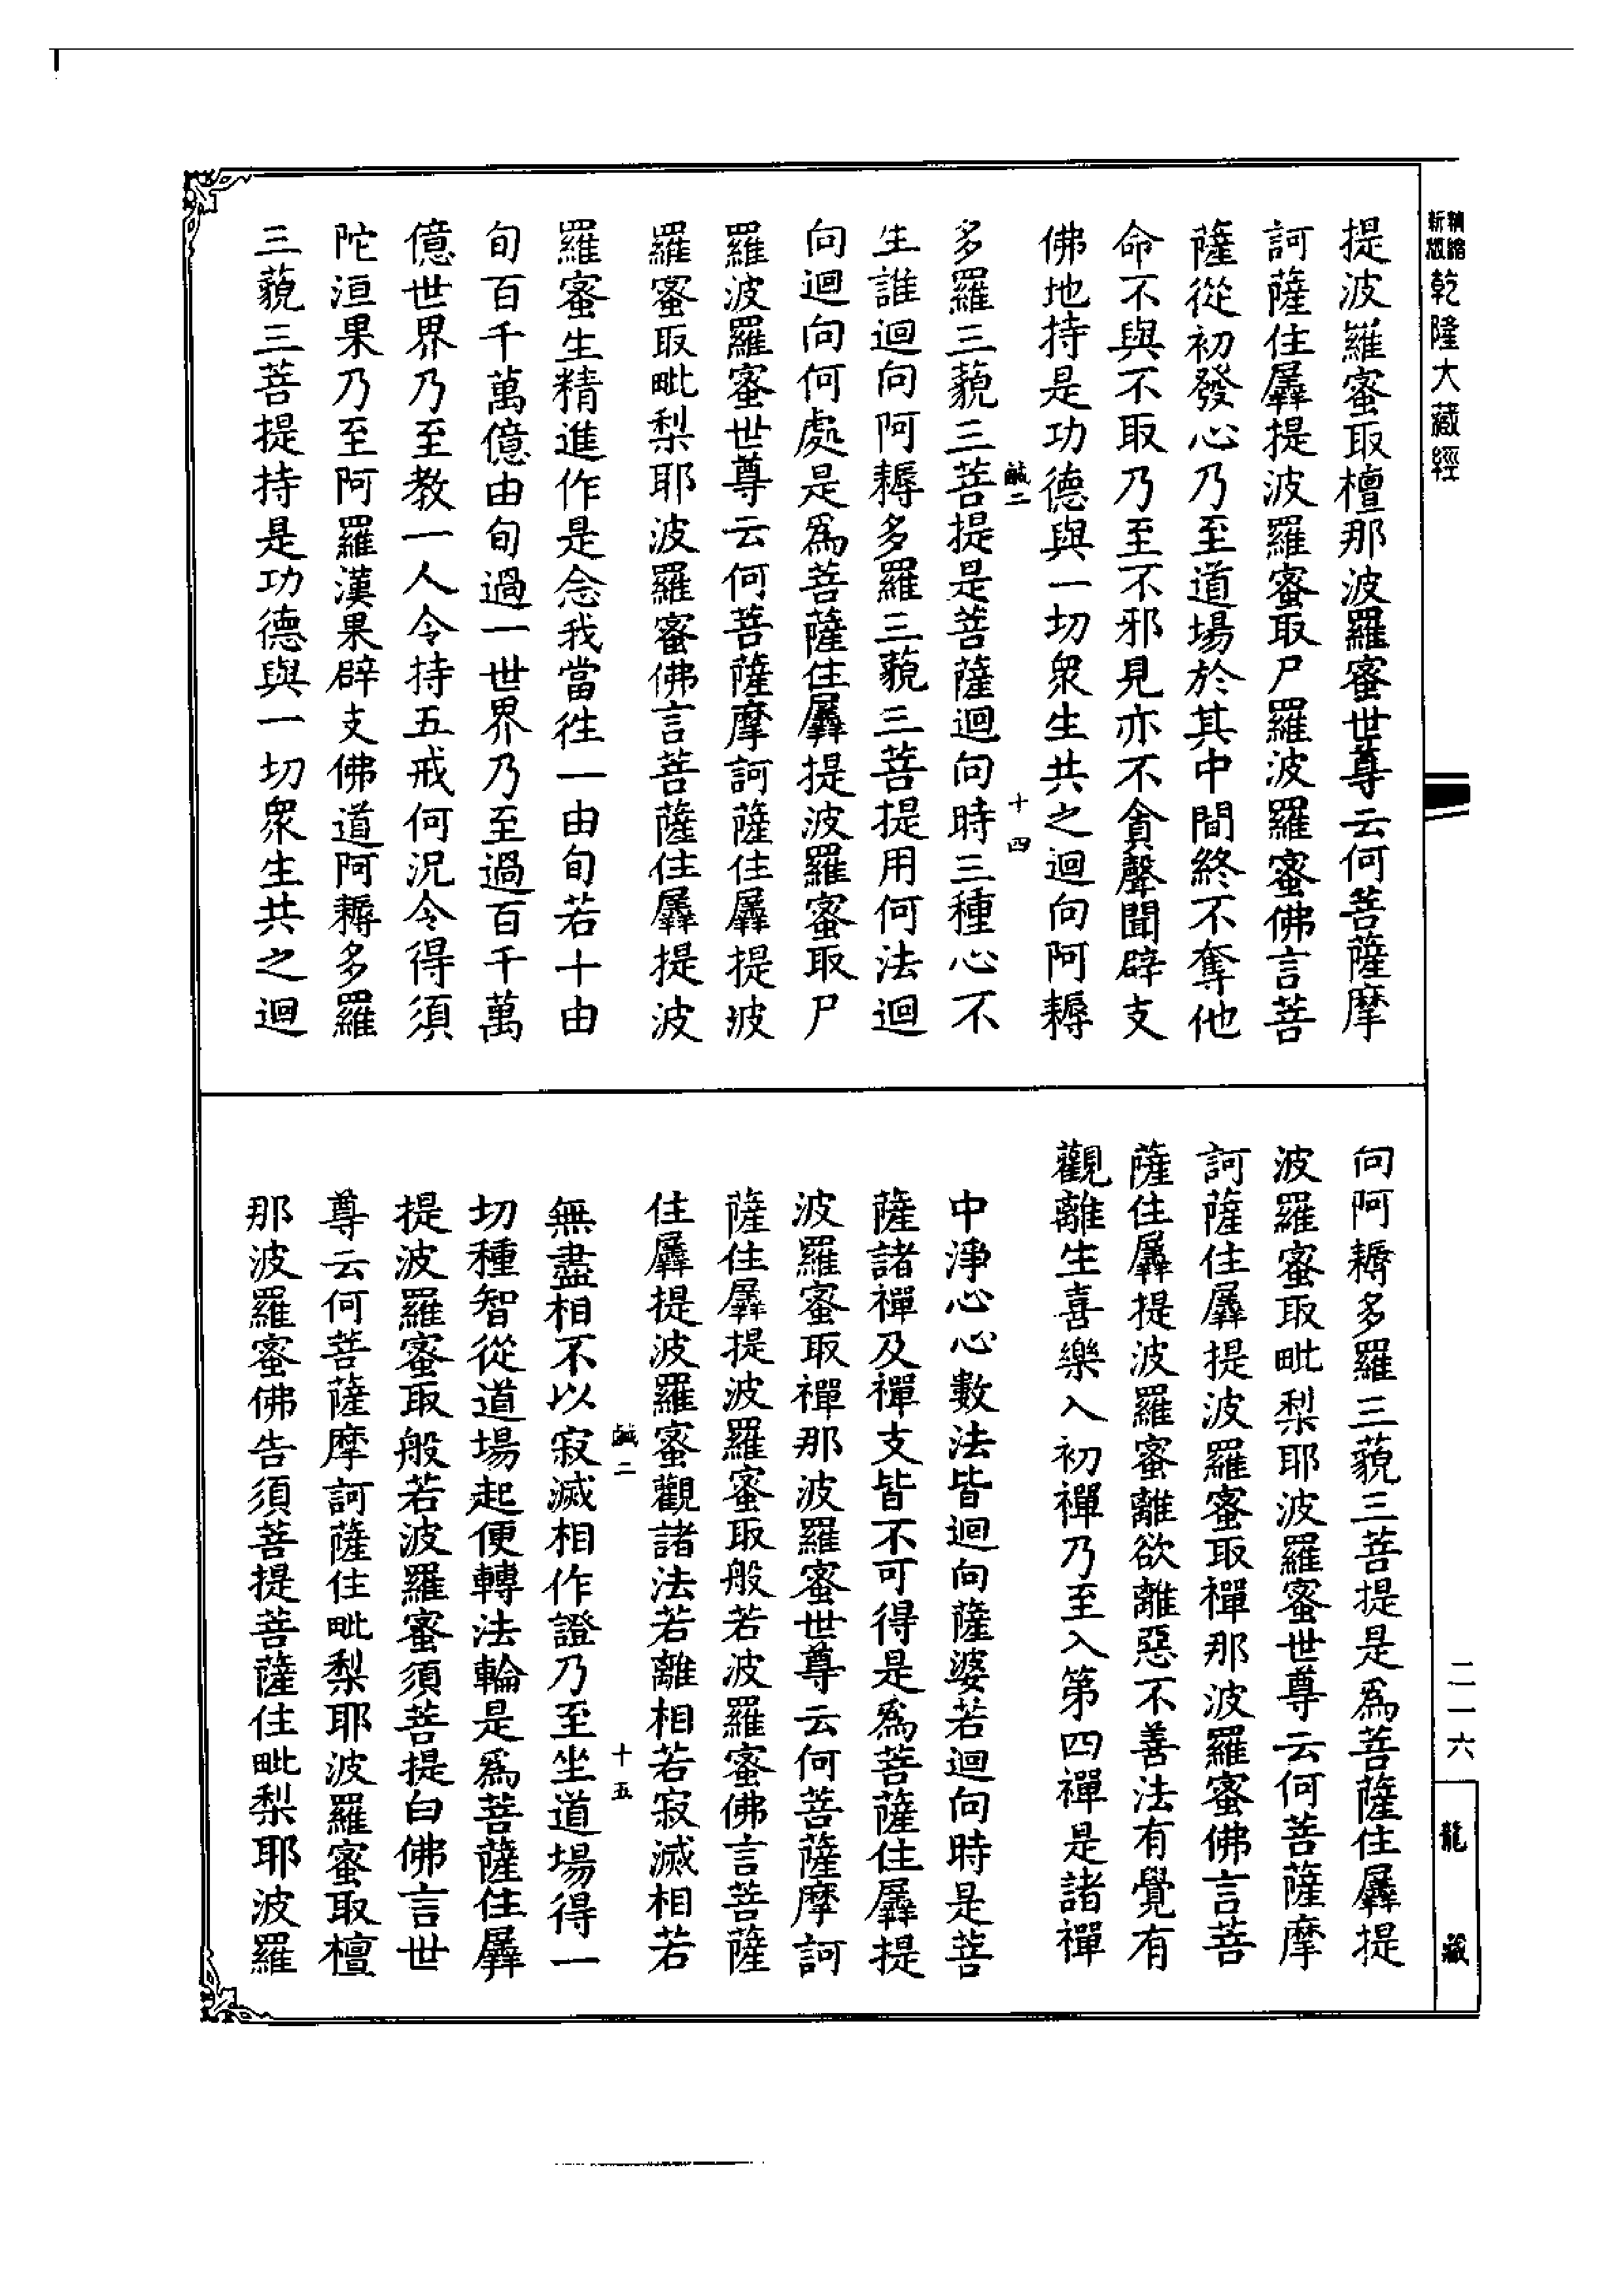 精縮新版乾隆大藏經
提波羅蜜取檀那波羅蜜世尊云何菩薩摩
訶薩住羼提波羅蜜取尸羅波羅蜜佛言菩
薩從初發心乃至道場於其中間終不奪他
命不與不取乃至不邪見亦不貪聲聞辟支
佛地持是功德與一切衆生共之迴向阿耨
鹹二 十四
多羅三藐三菩提是菩薩迴向時三種心不
生誰迴向阿耨多羅三藐三菩提用何法迴
向迴向何處是爲菩薩住羼提波羅蜜取尸
羅波羅蜜世尊云何菩薩摩訶薩住羼提波
羅蜜取毗梨耶波羅蜜佛言菩薩住羼提波
羅蜜生精進作是念我當往一由旬若十由
旬百千萬億由旬過一世界乃至過百千萬
億世界乃至教一人令持五戒何況令得須
陀洹果乃至阿羅漢果辟支佛道阿耨多羅
三藐三菩提持是功德與一切衆生共之迴
向阿耨多羅三藐三菩提是爲菩薩住羼提
波羅蜜取毗梨耶波羅蜜世尊云何菩薩摩
訶薩住羼提波羅蜜取禪那波羅蜜佛言菩
薩住羼提波羅蜜離欲離惡不善法有覺有
觀離生喜樂入初禪乃至入第四禪是諸禪
中淨心心數法皆迴向薩婆若迴向時是菩
薩諸禪及禪支皆不可得是爲菩薩住羼提
波羅蜜取禪那波羅蜜世尊云何菩薩摩訶
薩住羼提波羅蜜取般若波羅蜜佛言菩薩
住羼提波羅蜜觀諸法若離相若寂滅相若
鹹二 十五
無盡相不以寂滅相作證乃至坐道場得一
切種智從道場起便轉法輪是爲菩薩住羼
提波羅蜜取般若波羅蜜須菩提白佛言世
尊云何菩薩摩訶薩住毗梨耶波羅蜜取檀
那波羅蜜佛告須菩提菩薩住毗梨耶波羅
二一六
龍藏